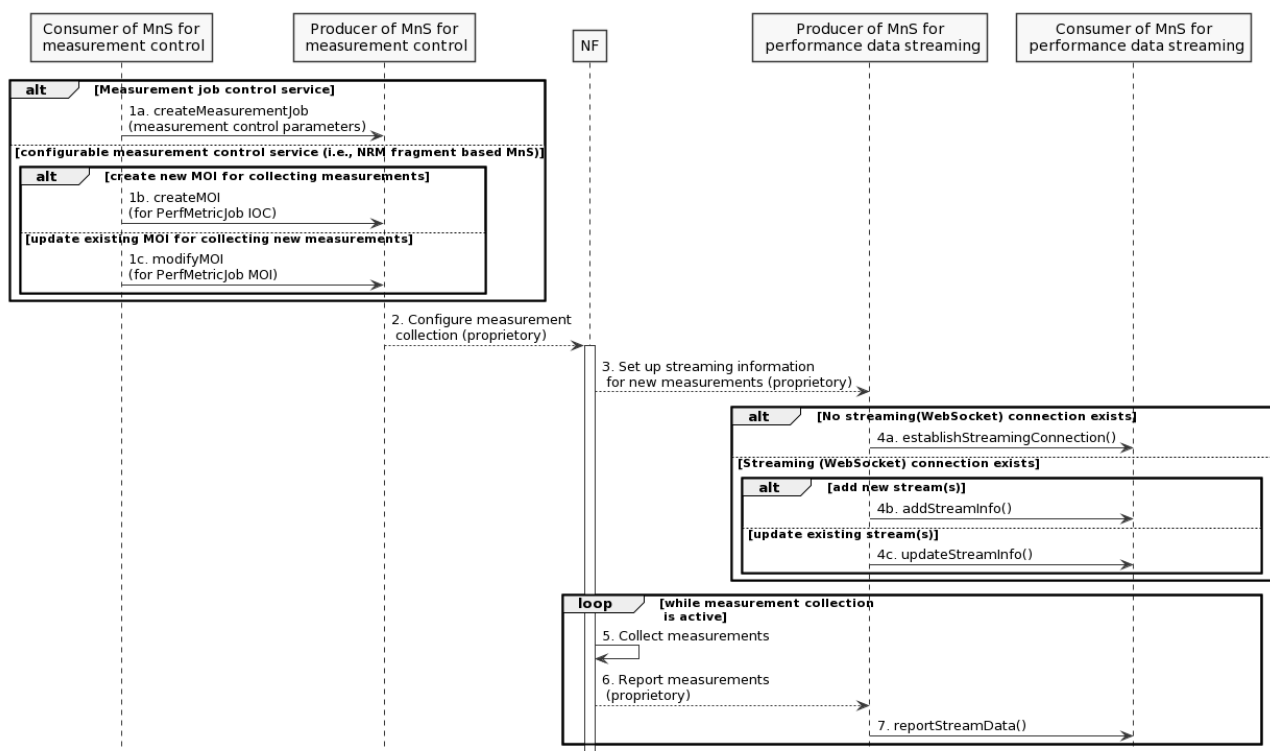 Consumer of MnS for
measurement control
Producer of MnS for
measurement control
NF
Producer of MnS for
performance data streaming
Consumer of MnS for
performance data streaming
alt
[Measurement job control service]
1a. createMeasurementJob
(measurement control parameters)
[configurable measurement control service (i.e., NRM fragment based MnS)]
alt
[create new MOI for collecting measurements]
1b. createMOI
(for PerfMetricJob IOC)
[update existing MOI for collecting new measurements]
1c. modifyMOI
(for PerfMetricJob MOI)
2. Configure measurement
collection (proprietory)
3. Set up streaming information
for new measurements (proprietory)
alt
[No streaming(WebSocket) connection exists]
4a. establishStreamingConnection()
[Streaming (WebSocket) connection exists]
alt
[add new stream(s)]
4b. addStreamInfo()
[update existing stream(s)]
4c. updateStreamInfo()
loop
[while measurement collection
is active]
5. Collect measurements
6. Report measurements
(proprietory)
7. reportStreamData()